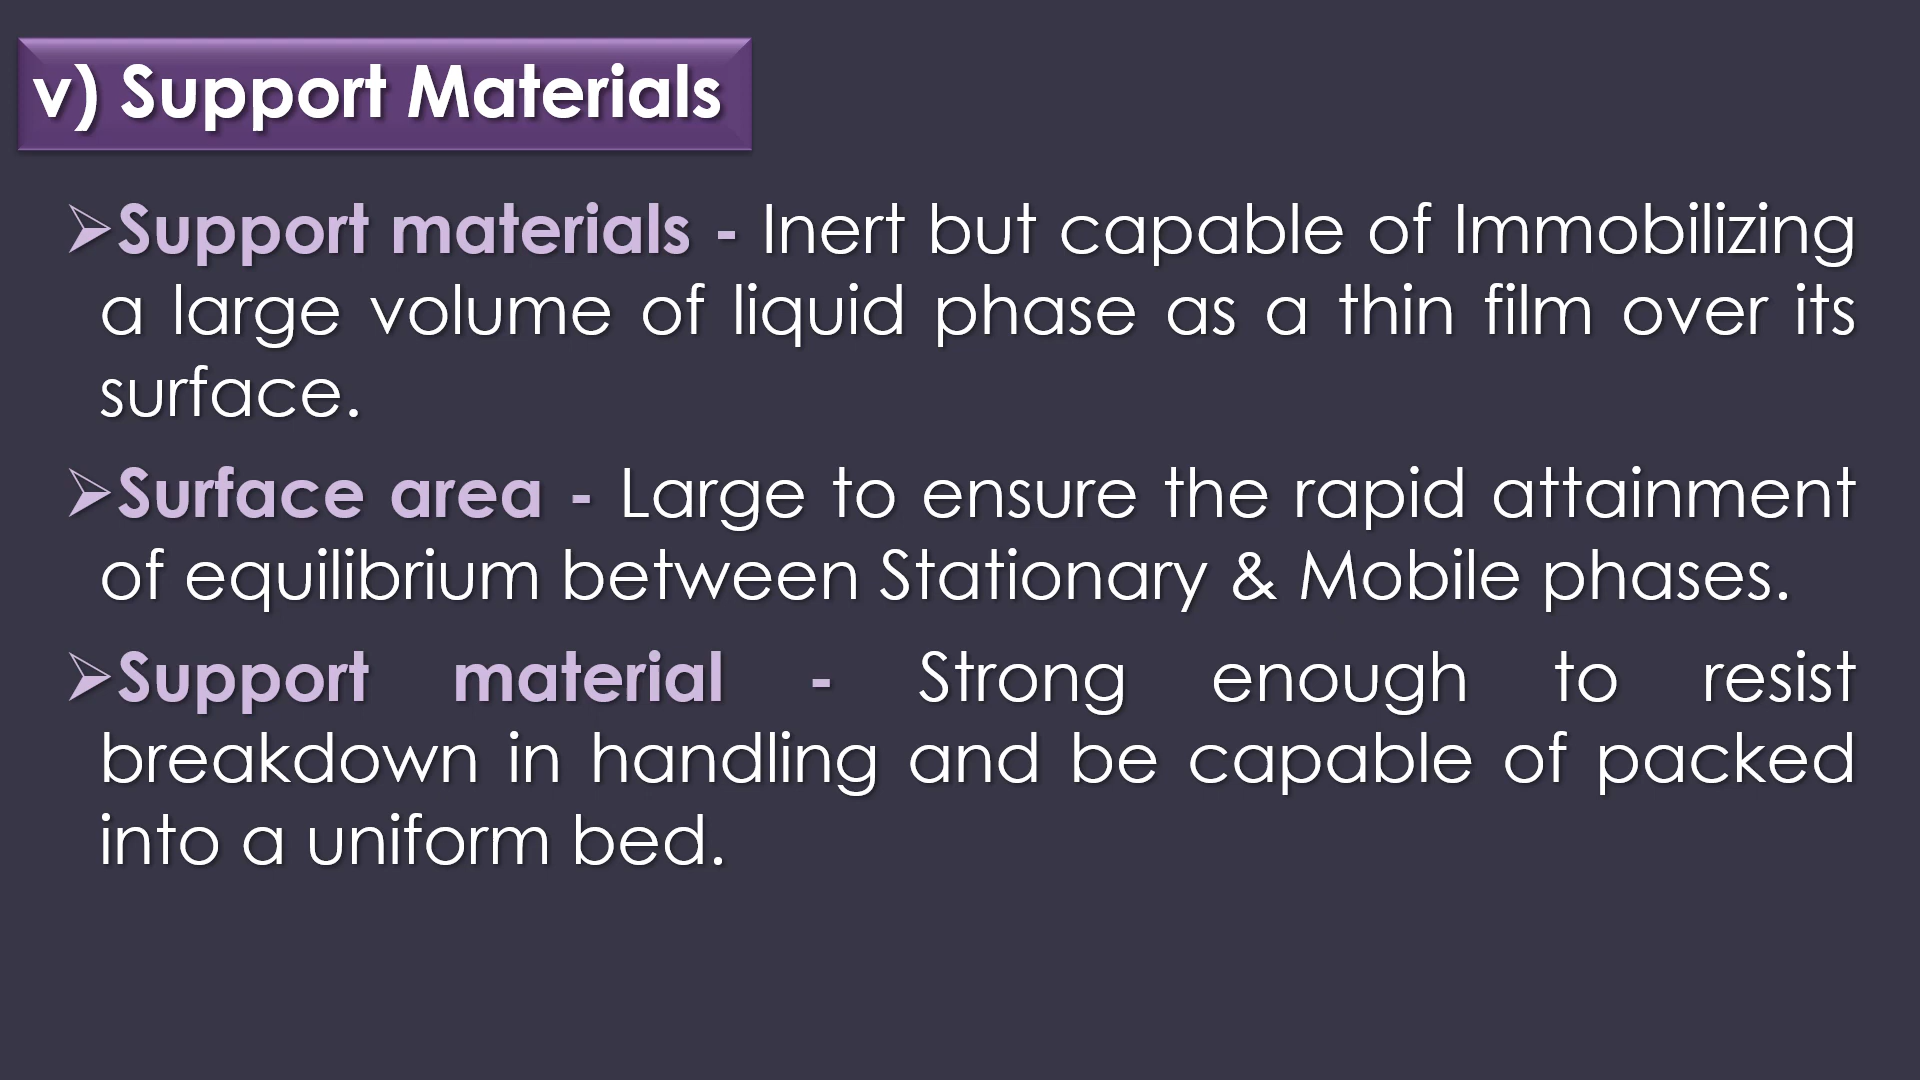 v) Support Materials
➢Support materials - Inert but capable of Immobilizing
a large volume of liquid phase as a thin film over its
surface.
➢Surface area - Large to ensure the rapid attainment
of equilibrium between Stationary & Mobile phases.
➢Support material - Strong enough to resist
breakdown in handling and be capable of packed
into a uniform bed.